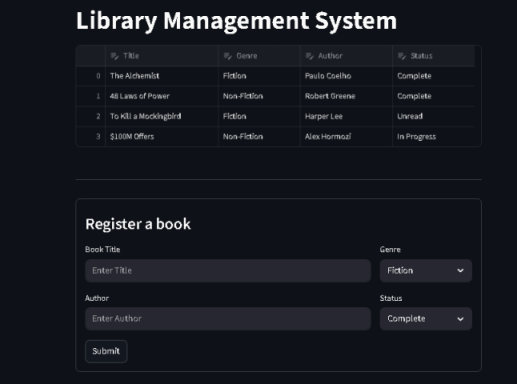 Library Management System
Title Genre Author Status
0 The Alchemist Fiction Paulo Coelho Complete
1 48 Laws of Power Non-Fiction Robert Greene Complete
2 To Kill a Mockingbird Fiction Harper Lee Unread
3 $100M Offers Non-Fiction Alex Hormozi In Progress
Register a book
Book Title Genre
Enter Title Fiction
Author Status
Enter Author Complete
Submit